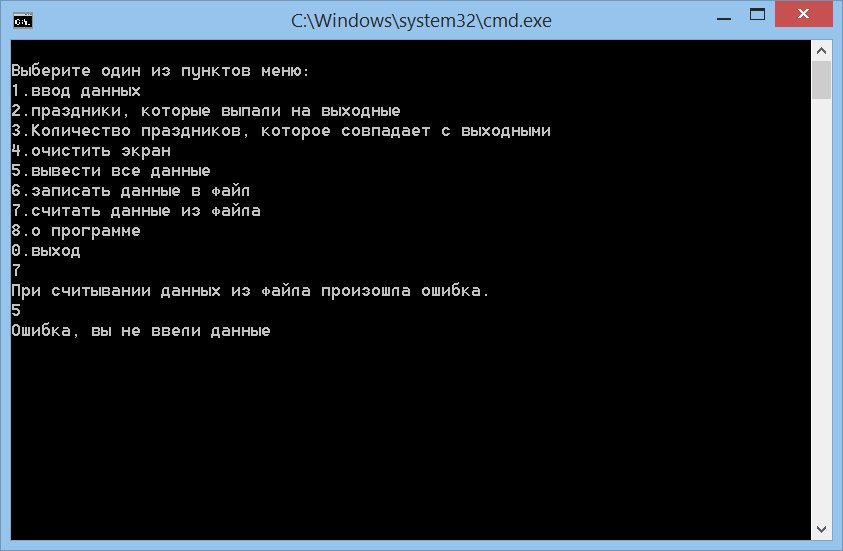 C:\Windows\system32\cmd.exe
Выберите один из пунктов меню:
1.ввод данных
2.праздники, которые выпали на выходные
3.Количество праздников, которое совпадает с выходными
4.очистить экран
5.вывести все данные
6.записать данные в файл
7.считать данные из файла
8.о программе
0.выход
7
При считывании данных из файла произошла ошибка.
5
Ошибка, вы не ввели данные